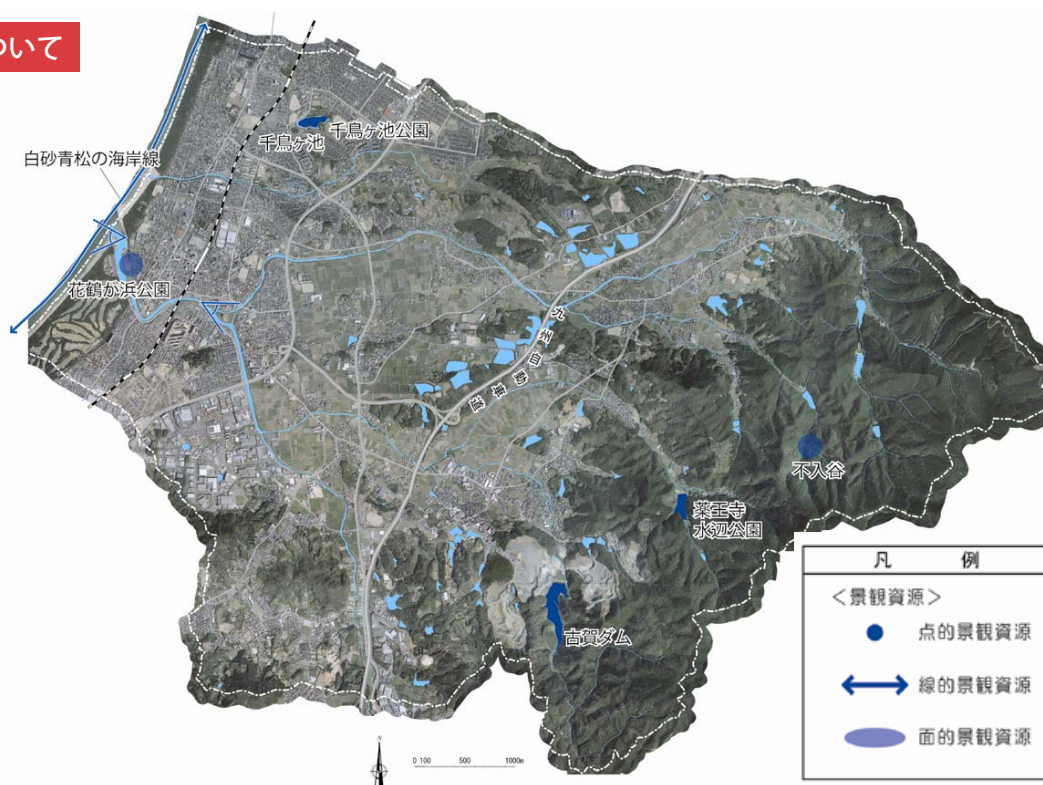 ついて
千鳥ヶ池公園
千鳥ヶ池
白砂青松の海岸線
花鶴が浜公園
九州自動車道
不入谷
薬王寺
水辺公園
古賀ダム
凡例
＜景観資源＞
点的景観資源
線的景観資源
面的景観資源
N
0 100 500 1000m